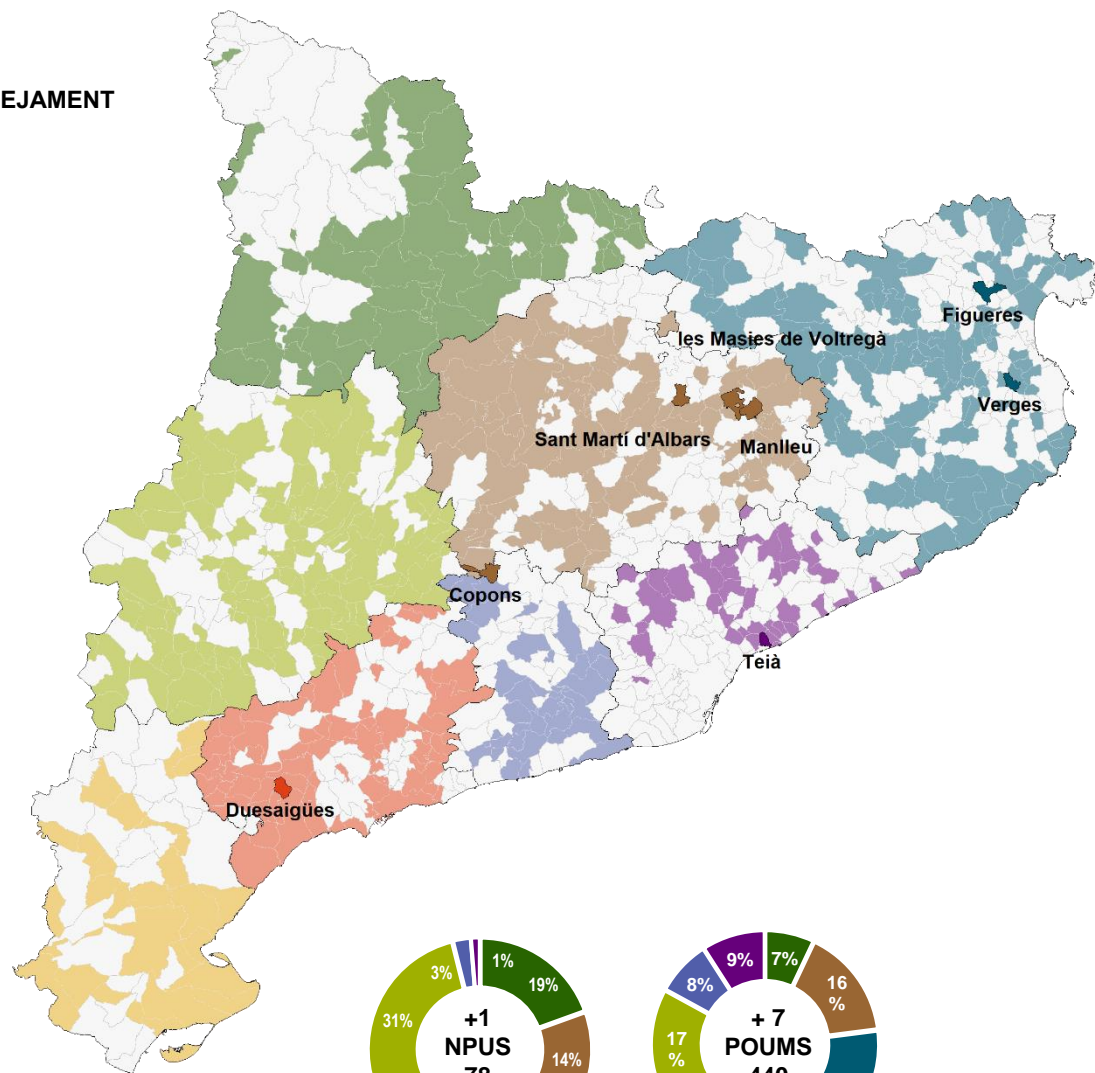 EJAMENT
Figueres
les Masies de Voltregà
Verges
Sant Martí d'Albars
Manlleu
Copons
Teià
Duesaigües
3%
1%
19%
31%
14%
+1
NPUS
9%
7%
8%
16
%
17
%
+ 7
POUMS